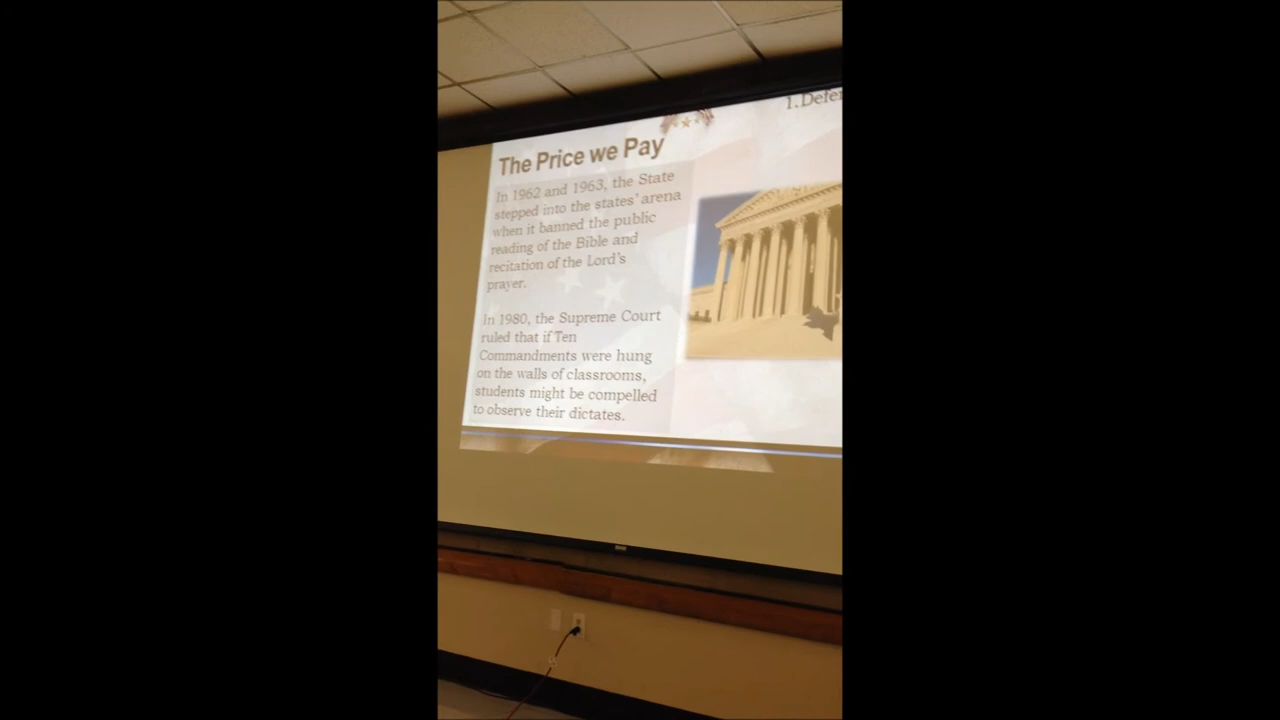 1.Defe
The Price we Pay
In 1962 and 1963, the State
stepped into the states' arena
when it banned the public
reading of the Bible and
recitation of the Lord's
prayer.
In 1980, the Supreme Court
ruled that if Ten
Commandments were hung
on the walls of classrooms,
students might be compelled
to observe their dictates.